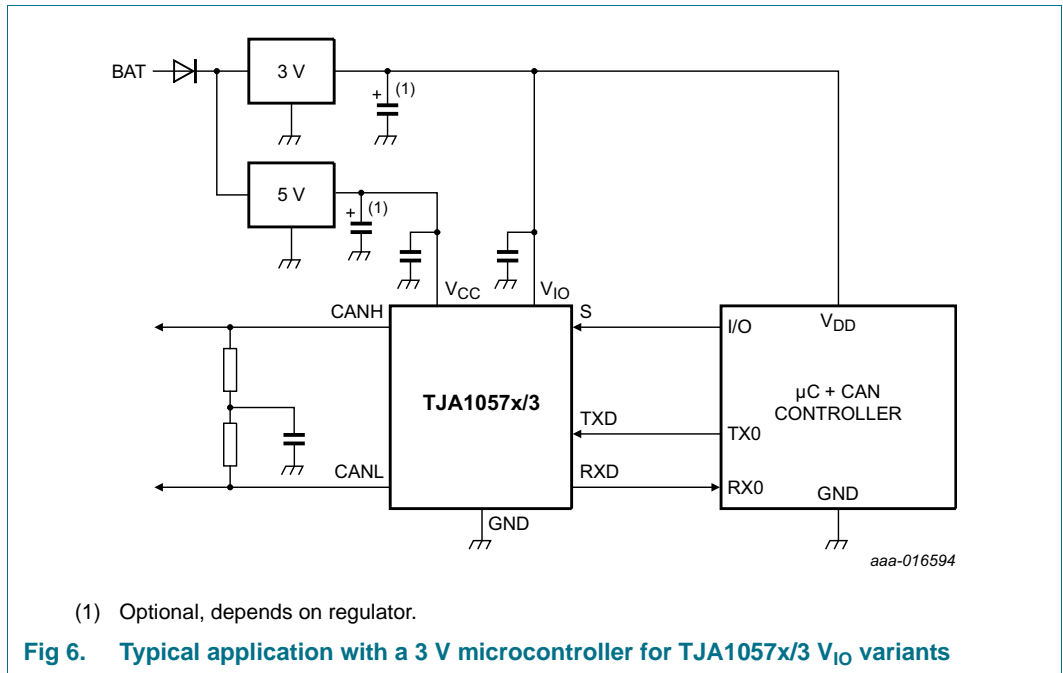 BAT
3 V
+
(1)
5 V
+
(1)
VCC
VIO
CANH
S
I/O
VDD
TJA1057x/3
µC + CAN
CONTROLLER
TXD
TX0
CANL
RXD
RX0
GND
GND
aaa-016594
(1) Optional, depends on regulator.
Fig 6. Typical application with a 3 V microcontroller for TJA1057x/3 VIO variants